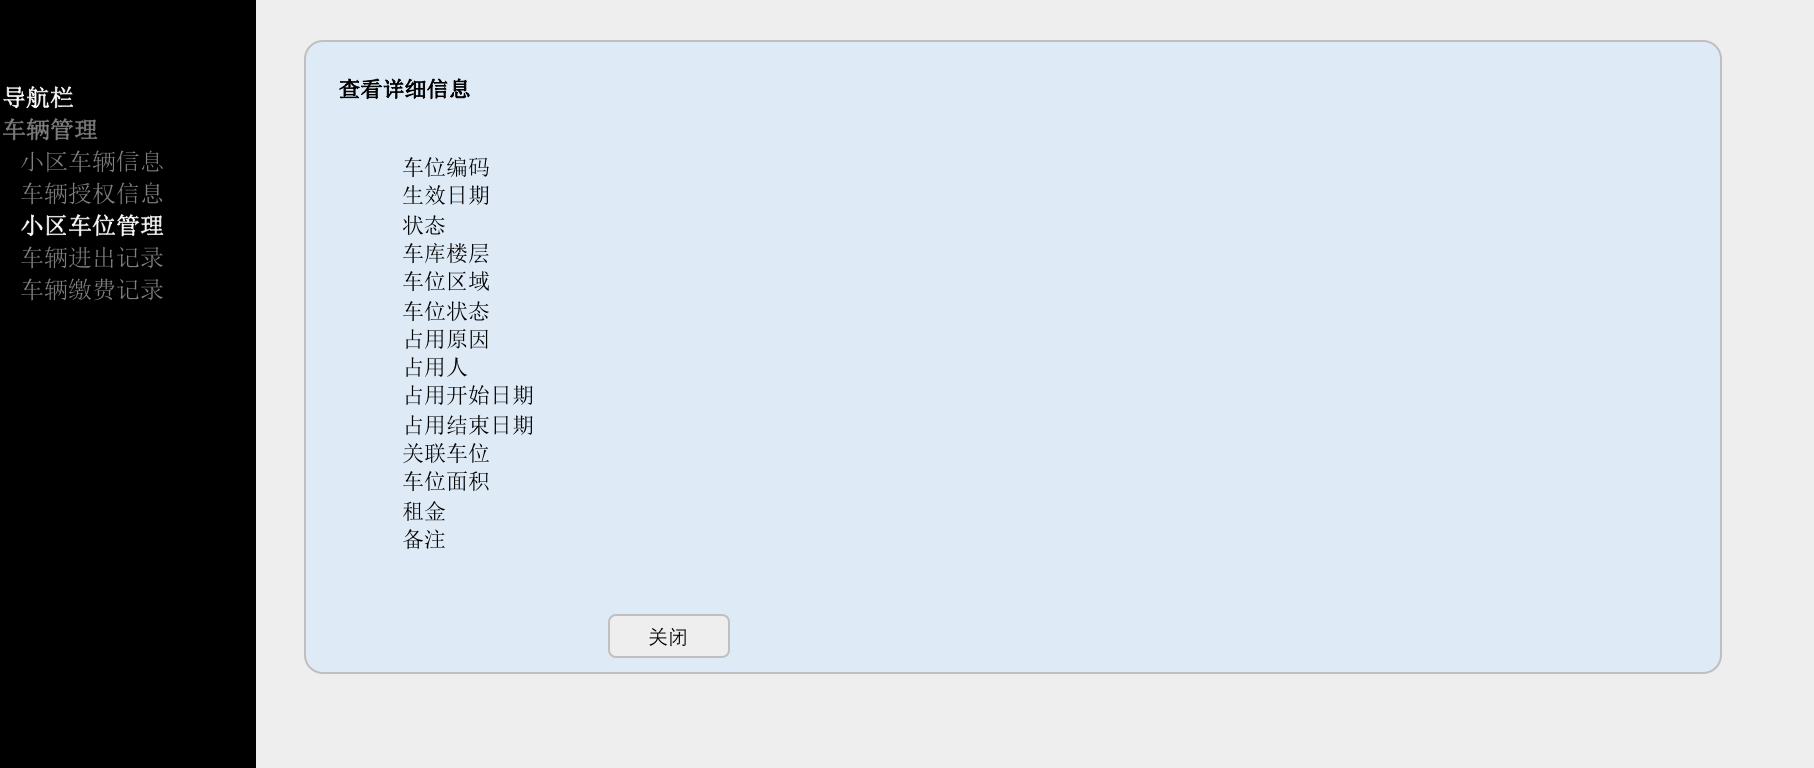 导航栏
车辆管理
小区车辆信息
车辆授权信息
小区车位管理
车辆进出记录
车辆缴费记录
查看详细信息
车位编码
生效日期
状态
车库楼层
车位区域
车位状态
占用原因
占用人
占用开始日期
占用结束日期
关联车位
车位面积
租金
备注
关闭